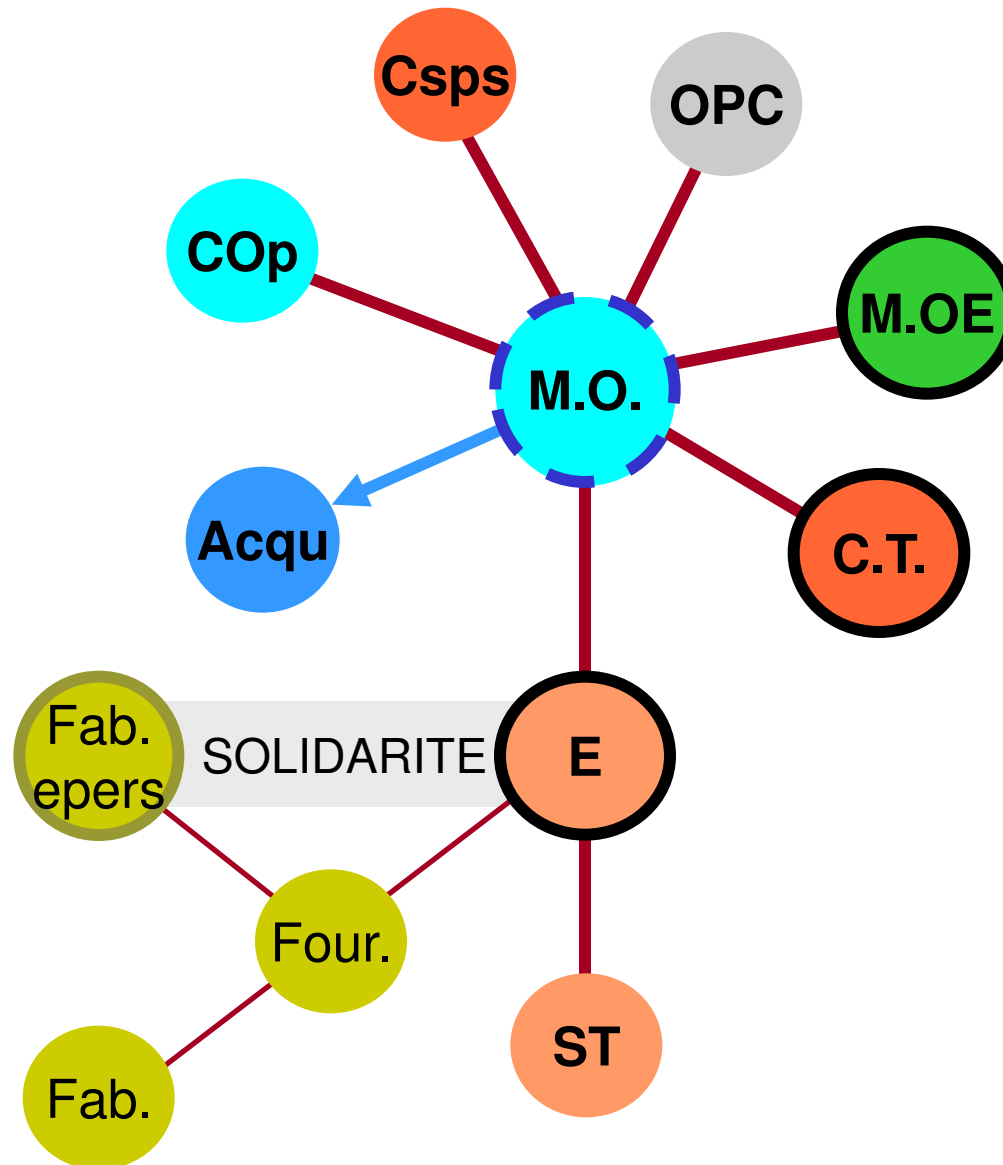 Csps
OPC
COp
M.OE
M.O.
Acqu
C.T.
Fab.
epers
SOLIDARITE
E
Four.
ST
Fab.